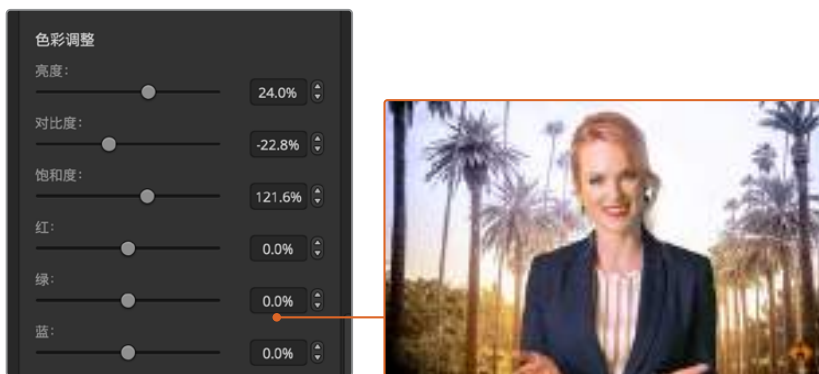 色彩调整
亮度：
24.0%
对比度：
-22.8%
饱和度：
121.6%
红：
0.0%
绿：
0.0%
蓝：
0.0%